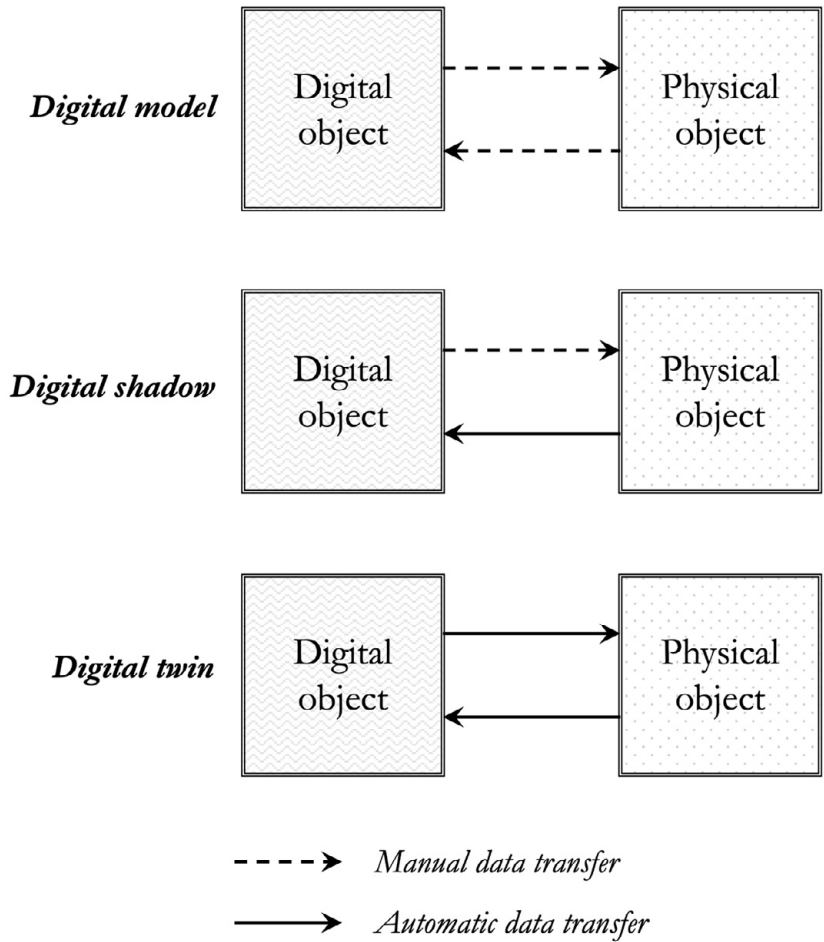 Digital model
Digital
object
Physical
object
Digital shadow
Digital
object
Physical
object
Digital twin
Digital
object
Physical
object
Manual data transfer
Automatic data transfer